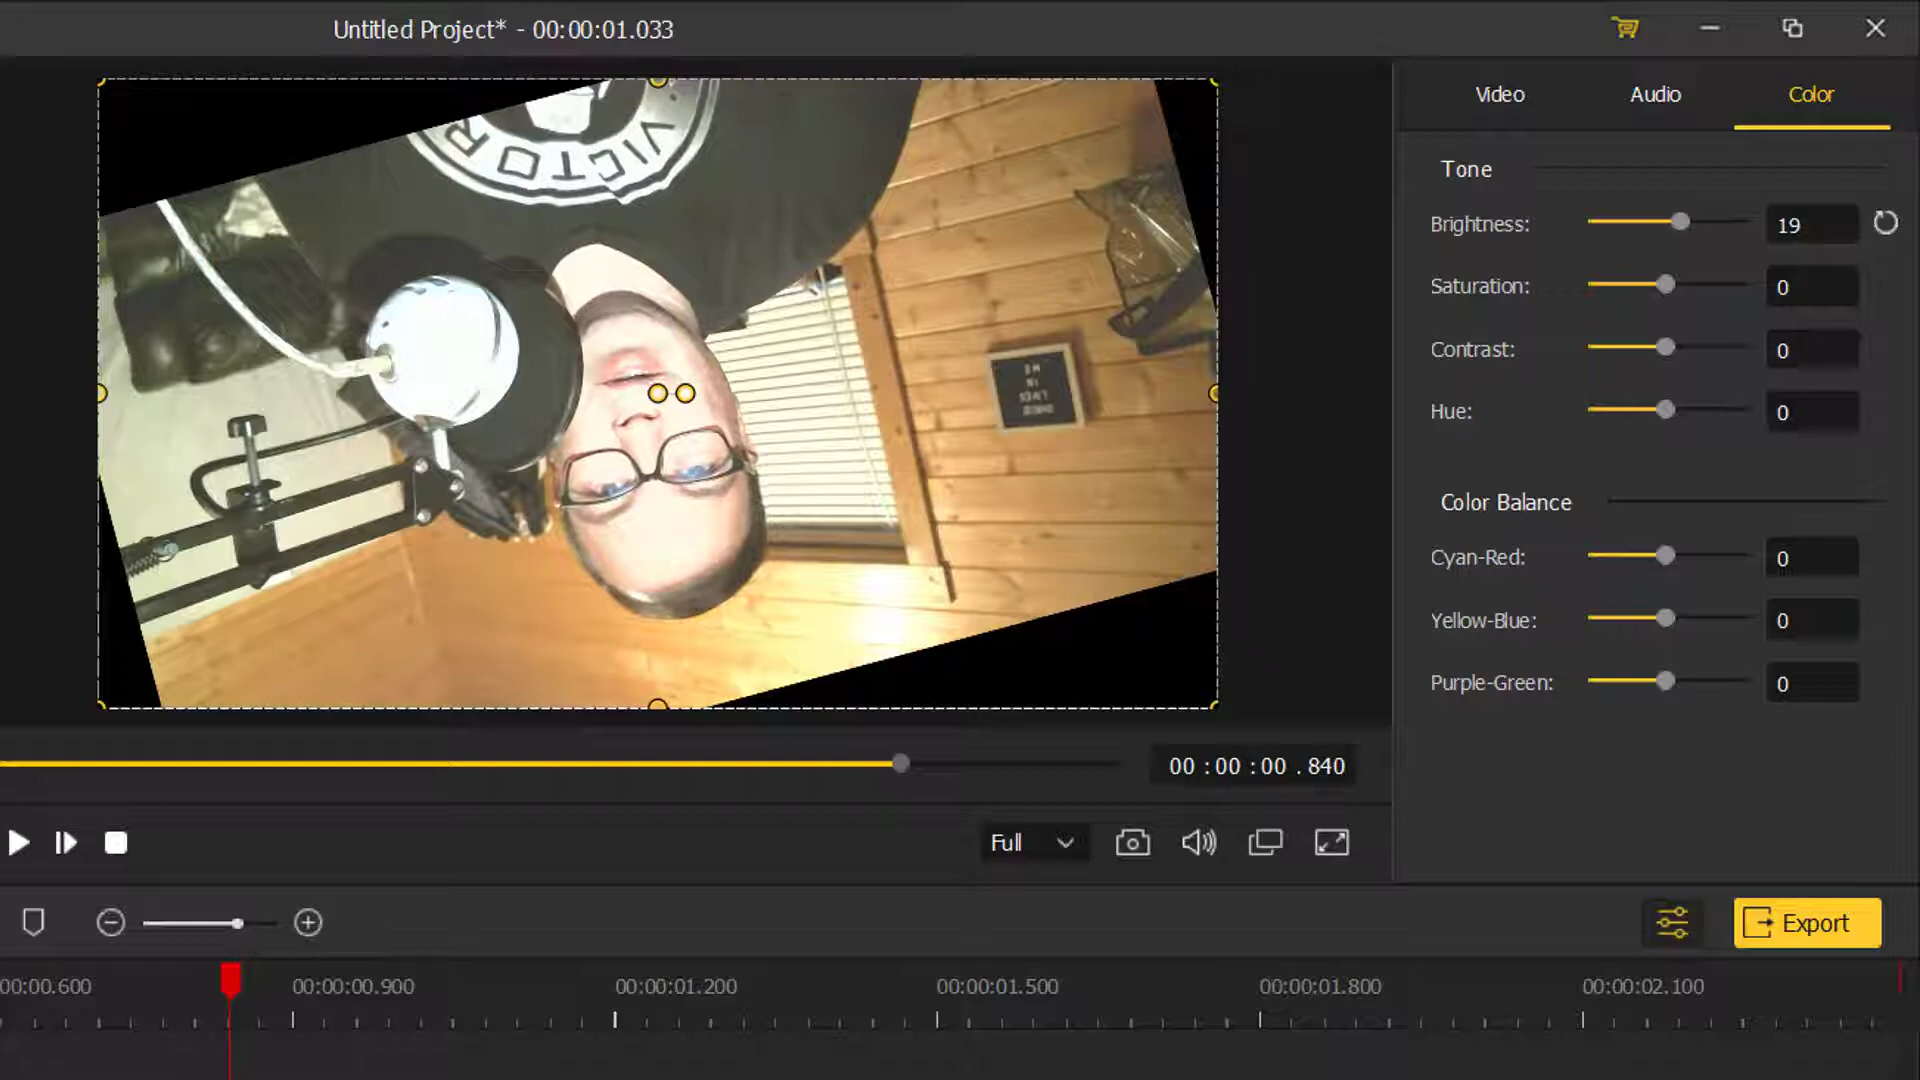 Untitled Project* - 00:00:01.033
Video Audio Color
Tone
Brightness: 19
Saturation: 0
Contrast: 0
Hue: 0
Color Balance
Cyan-Red: 0
Yellow-Blue: 0
Purple-Green: 0
VICTOR
00 :00 :00 . 840
Full
Export
00:00.600 00:00:00.900 00:00:01.200 00:00:01.500 00:00:01.800 00:00:02.100